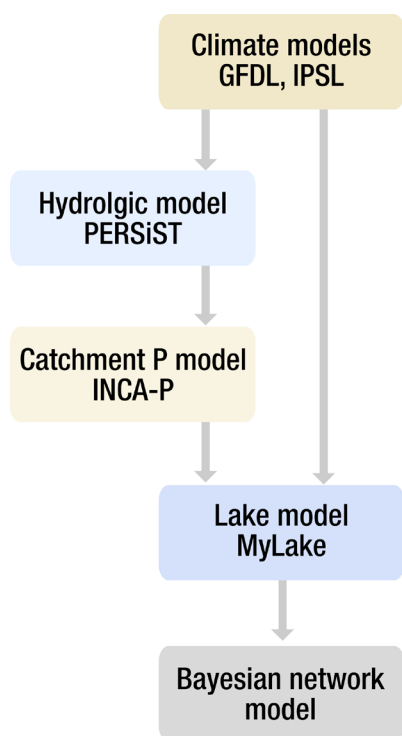 Climate models
GFDL, IPSL
Hydrolgic model
PERSiST
Catchment P model
INCA-P
Lake model
MyLake
Bayesian network
model